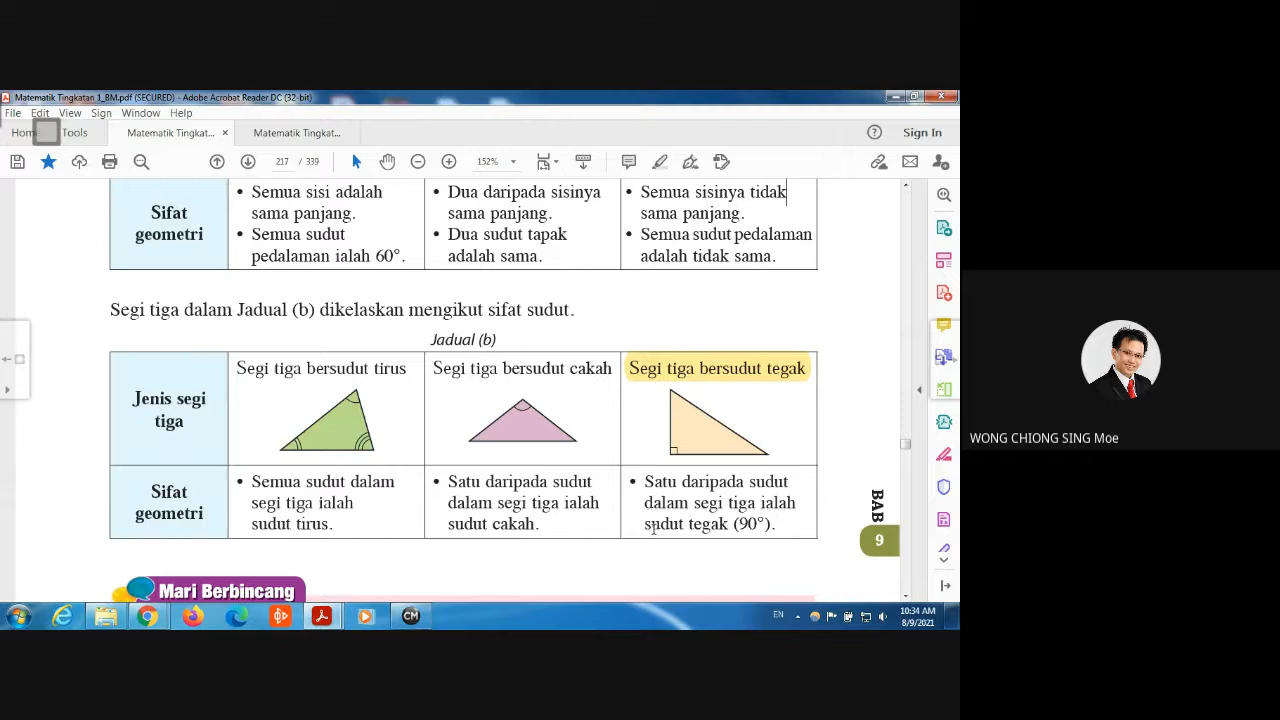 Matematik Tingkatan 1_BM.pdf (SECURED) - Adobe Acrobat Reader DC (32-bit)
File Edit View Sign Window Help
Hom Tools Matematik Tingkat... × Matematik Tingkat... Sign In
217 / 339 152%
Sifat geometri
• Semua sisi adalah
sama panjang.
• Semua sudut
pedalaman ialah 60°.
• Dua daripada sisinya
sama panjang.
• Dua sudut tapak
adalah sama.
• Semua sisinya tidak
sama panjang.
• Semua sudut pedalaman
adalah tidak sama.
Segi tiga dalam Jadual (b) dikelaskan mengikut sifat sudut.
Jadual (b)
Jenis segi
tiga
Segi tiga bersudut tirus
Segi tiga bersudut cakah
Segi tiga bersudut tegak
Sifat
geometri
• Semua sudut dalam
segi tiga ialah
sudut tirus.
• Satu daripada sudut
dalam segi tiga ialah
sudut cakah.
• Satu daripada sudut
dalam segi tiga ialah
sudut tegak (90°).
BAB
9
Mari Berbincang
WONG CHIONG SING Moe
CM
EN
10:34 AM
8/9/2021